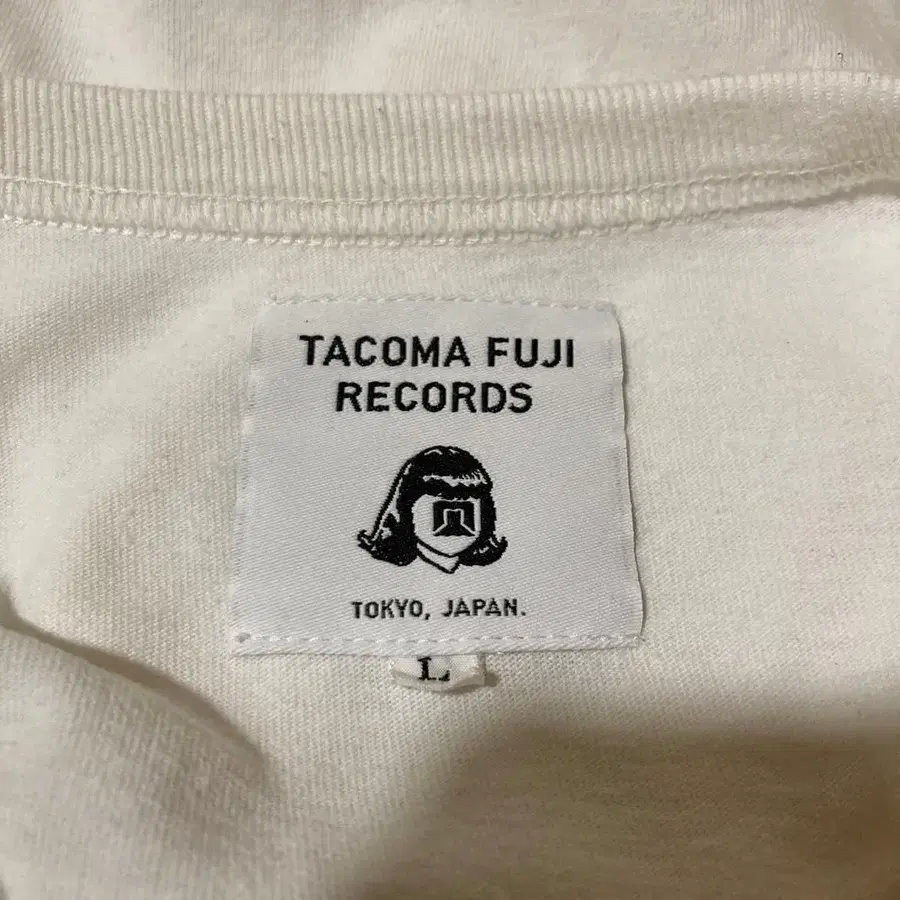 TACOMA FUJI
RECORDS
TOKYO, JAPAN.
L